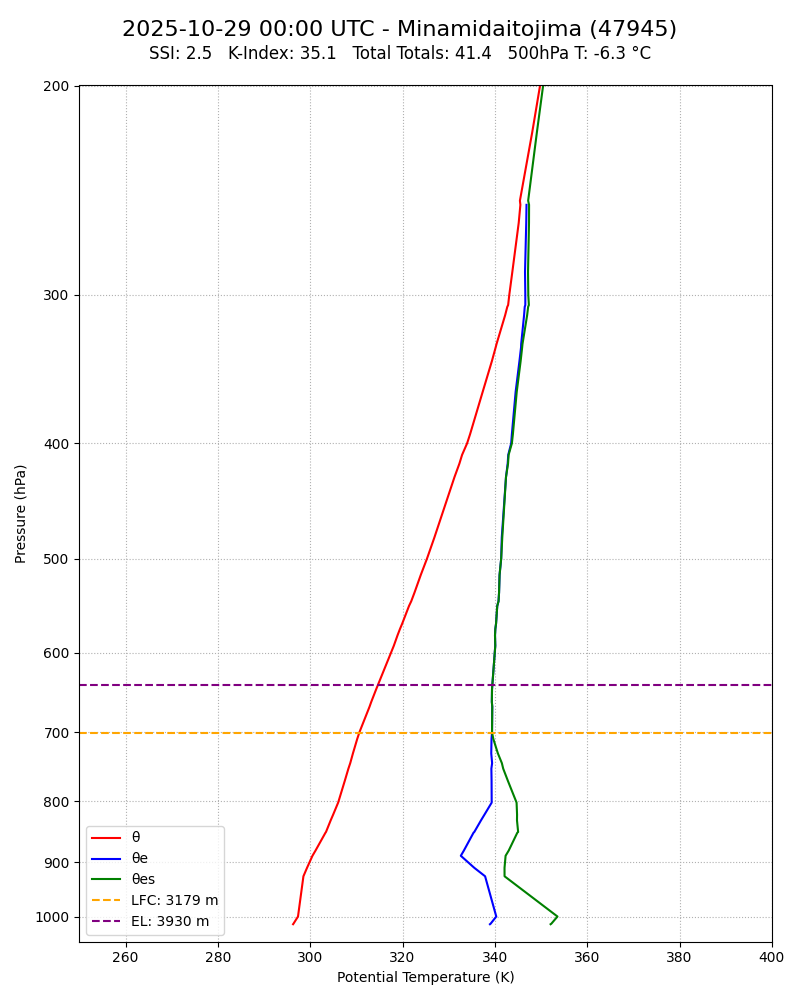 2025-10-29 00:00 UTC - Minamidaitojima (47945)
SSI: 2.5   K-Index: 35.1   Total Totals: 41.4   500hPa T: -6.3 °C
200
300
400
500
600
700
800
900
1000
Pressure (hPa)
θ
θe
θes
LFC: 3179 m
EL: 3930 m
260 280 300 320 340 360 380 400
Potential Temperature (K)